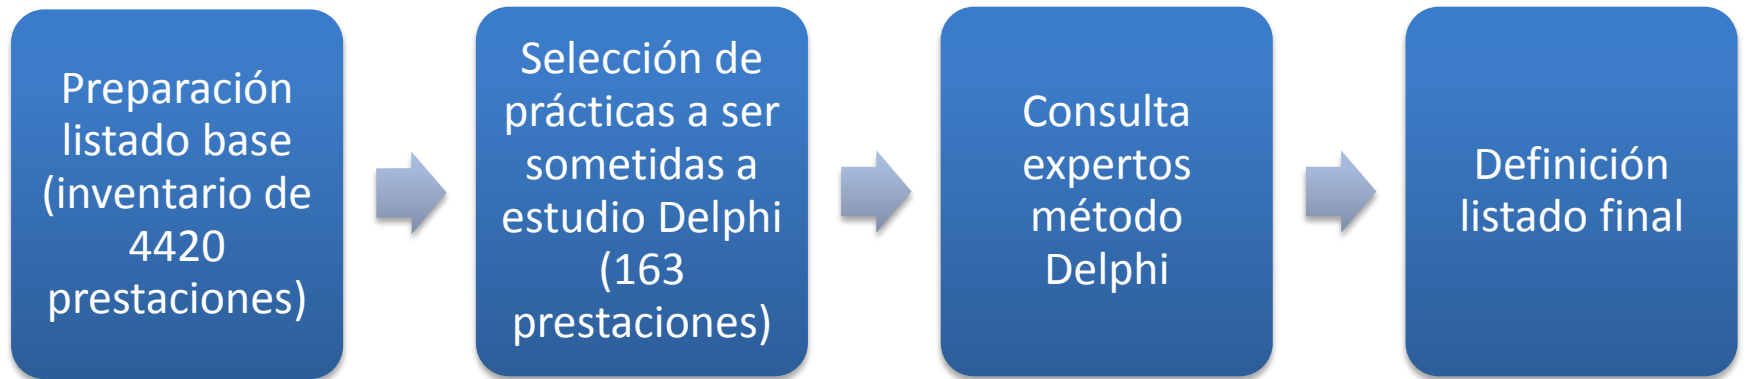 Preparación
listado base
(inventario de
4420
prestaciones)
Selección de
prácticas a ser
sometidas a
estudio Delphi
(163
prestaciones)
Consulta
expertos
método
Delphi
Definición
listado final